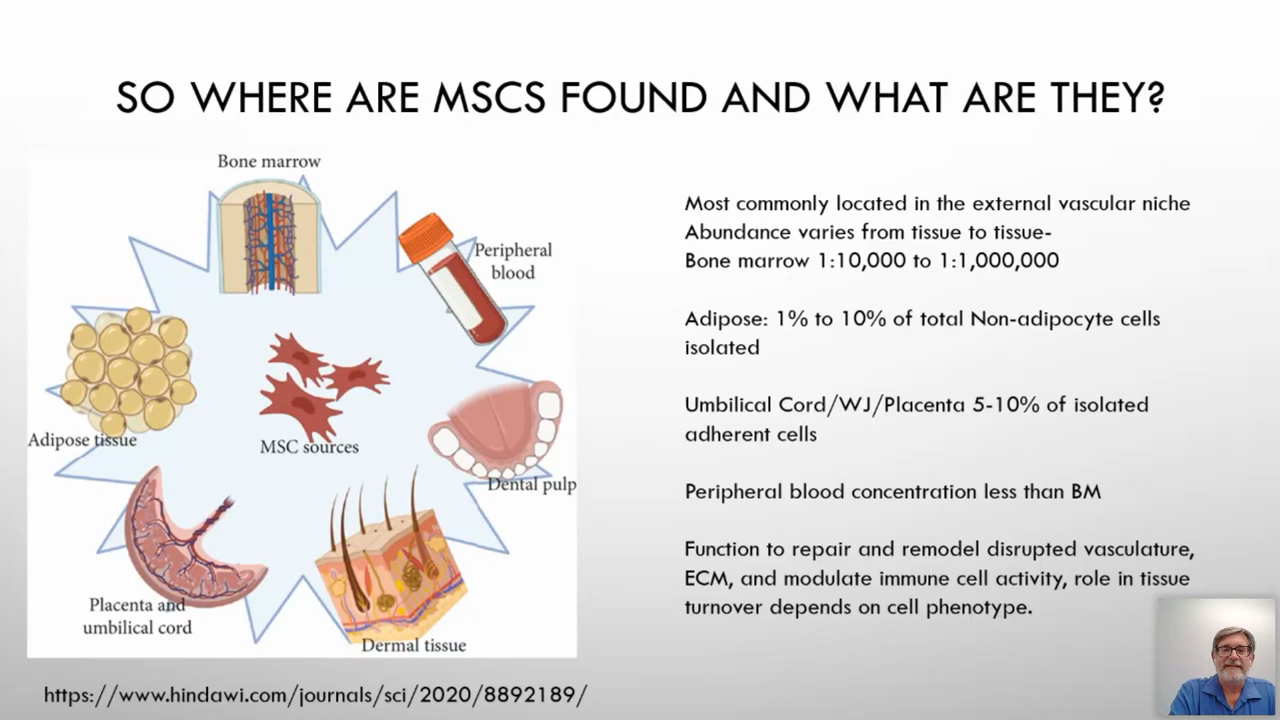 SO WHERE ARE MSCS FOUND AND WHAT ARE THEY?
Bone marrow
Peripheral
blood
Adipose tissue
MSC sources
Dental pulp
Placenta and
umbilical cord
Dermal tissue
Most commonly located in the external vascular niche
Abundance varies from tissue to tissue-
Bone marrow 1:10,000 to 1:1,000,000
Adipose: 1% to 10% of total Non-adipocyte cells
isolated
Umbilical Cord/WJ/Placenta 5-10% of isolated
adherent cells
Peripheral blood concentration less than BM
Function to repair and remodel disrupted vasculature,
ECM, and modulate immune cell activity, role in tissue
turnover depends on cell phenotype.
https://www.hindawi.com/journals/sci/2020/8892189/